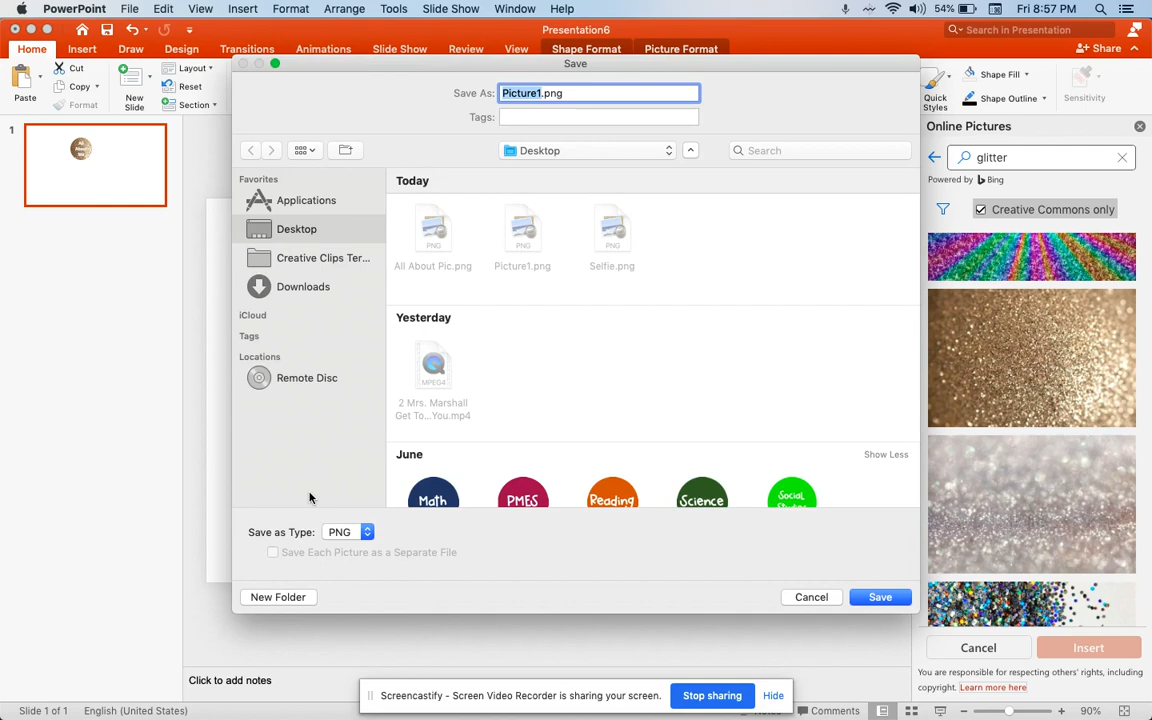 PowerPoint File Edit View Insert Format Arrange Tools Slide Show Window Help 54% Fri 8:57 PM
Presentation6
Search in Presentation
Home Insert Draw Design Transitions Animations Slide Show Review View Shape Format Picture Format Share
Paste
Cut
Copy
Format
New
Slide
Layout
Reset
Section
Quick
Styles
Shape Fill
Shape Outline
Sensitivity
1
All
About
Save
Save As: Picture1.png
Tags:
Desktop
Search
Favorites
Applications
Desktop
Creative Clips Ter...
Downloads
iCloud
Tags
Locations
Remote Disc
Today
PNG PNG PNG
All About Pic.png Picture1.png Selfie.png
Yesterday
MPEG4
2 Mrs. Marshall
Get To...You.mp4
June Show Less
Math PMES Reading Science Social
Save as Type: PNG
Save Each Picture as a Separate File
New Folder Cancel Save
Online Pictures
glitter
Powered by Bing
Creative Commons only
Cancel Insert
You are responsible for respecting others' rights, including
copyright. Learn more here
Click to add notes
Screencastify - Screen Video Recorder is sharing your screen. Stop sharing Hide
Slide 1 of 1 English (United States) Comments 90%